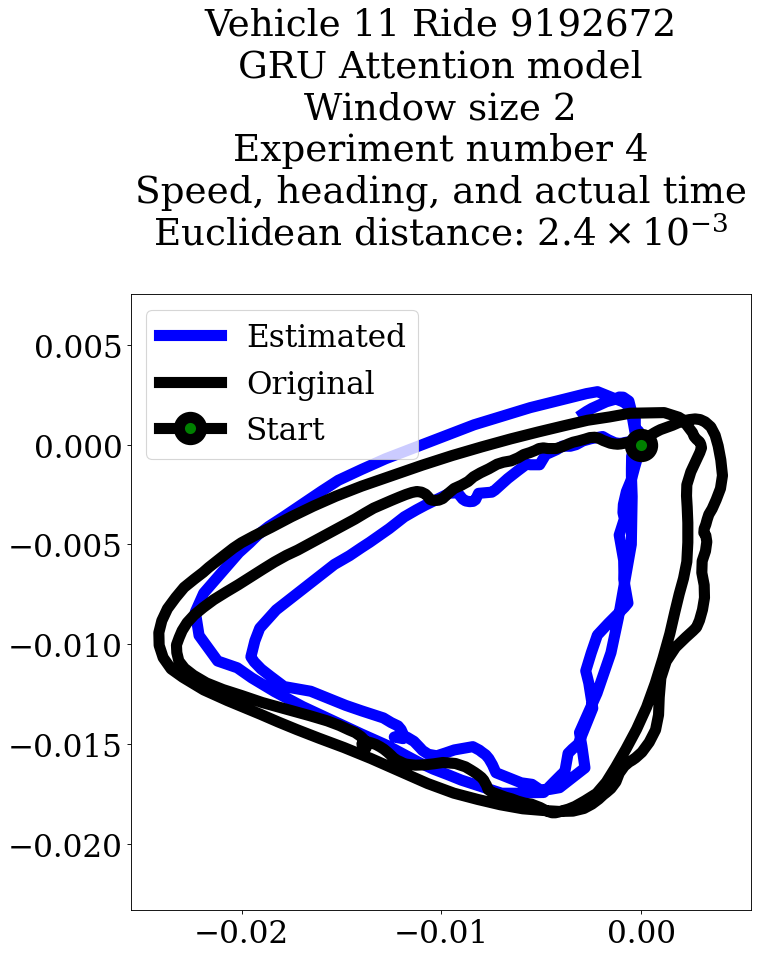 Vehicle 11 Ride 9192672
GRU Attention model
Window size 2
Experiment number 4
Speed, heading, and actual time
Euclidean distance: 2.4 × 10⁻³
Estimated
Original
Start
0.005
0.000
−0.005
−0.010
−0.015
−0.020
−0.02 −0.01 0.00